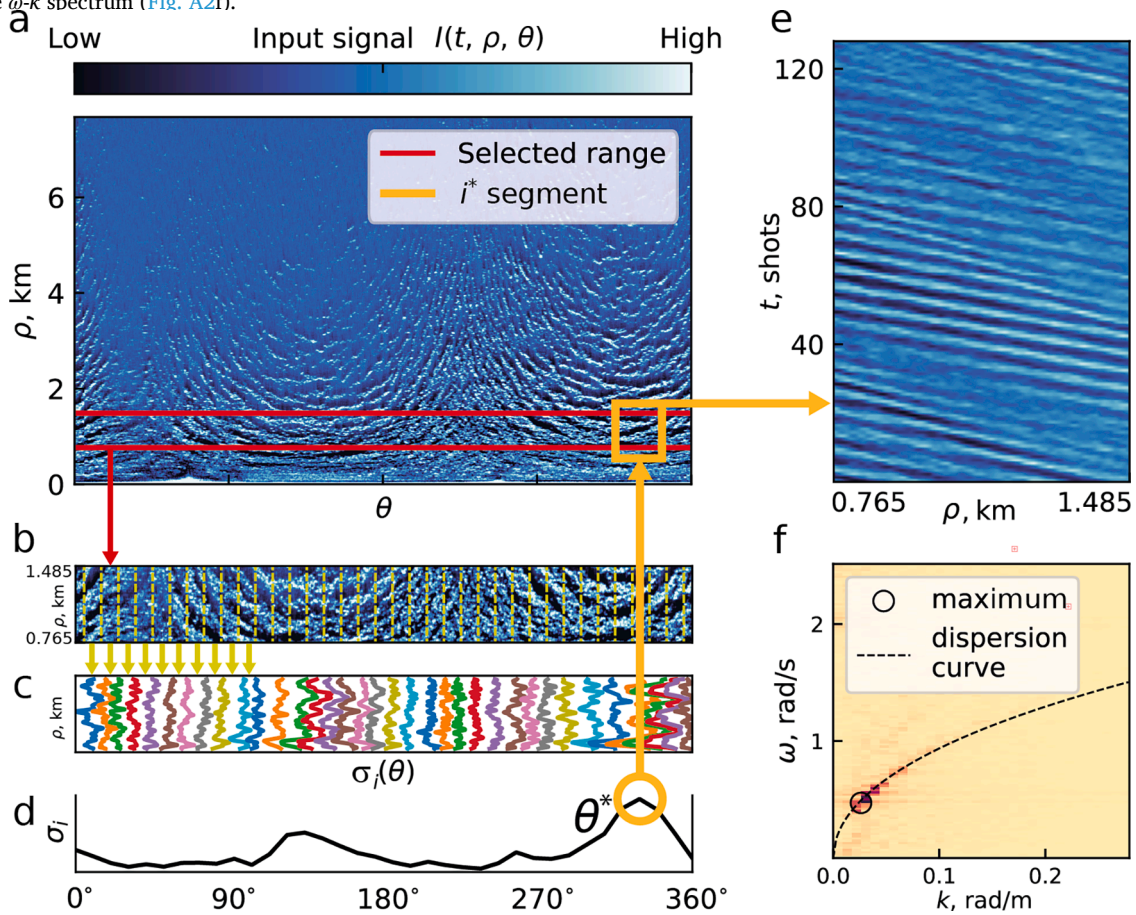 e ω-k spectrum (Fig. A2f).
a
Low Input signal I(t, ρ, θ) High
Selected range
i* segment
ρ, km
6
4
2
0
θ
b
1.485
ρ, km
0.765
c
ρ, km
σi(θ)
d
σi
θ*
0° 90° 180° 270° 360°
e
t, shots
120
80
40
0.765 ρ, km 1.485
f
maximum
dispersion
curve
ω, rad/s
2
1
0
0.0 0.1 0.2
k, rad/m